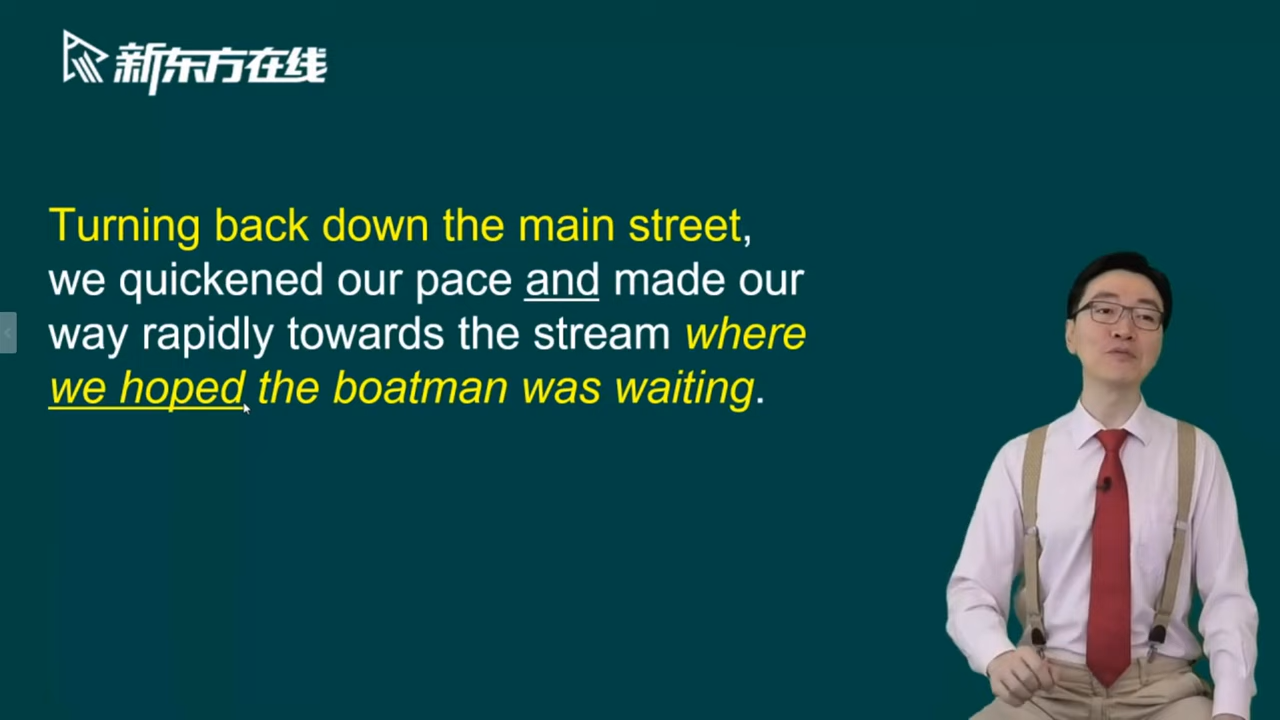 新东方在线
Turning back down the main street,
we quickened our pace and made our
way rapidly towards the stream where
we hoped the boatman was waiting.